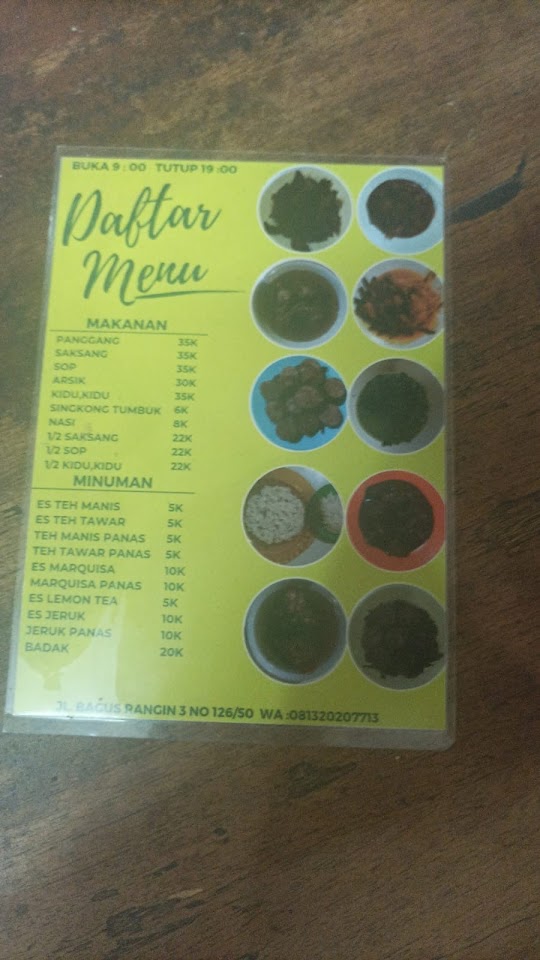 BUKA 9 : 00 TUTUP 19 :00
Daftar
Menu
MAKANAN
PANGGANG 35K
SAKSANG 35K
SOP 35K
ARSIK 30K
KIDU,KIDU 35K
SINGKONG TUMBUK 6K
NASI 8K
1/2 SAKSANG 22K
1/2 SOP 22K
1/2 KIDU,KIDU 22K
MINUMAN
ES TEH MANIS 5K
ES TEH TAWAR 5K
TEH MANIS PANAS 5K
TEH TAWAR PANAS 5K
ES MARQUISA 10K
MARQUISA PANAS 10K
ES LEMON TEA 5K
ES JERUK 10K
JERUK PANAS 10K
BADAK 20K
JL. BAGUS RANGIN 3 NO 126/50 WA :081320207713